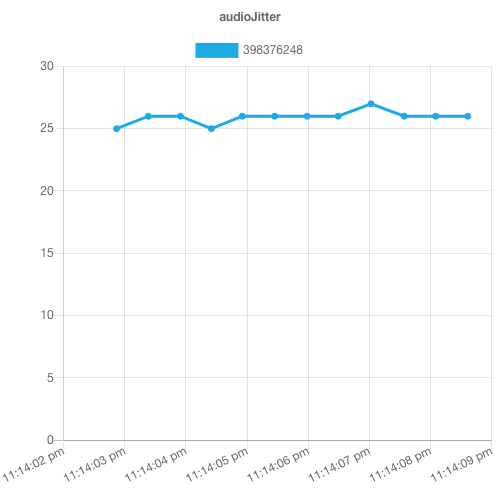 audioJitter
398376248
30
25
20
15
10
5
0
11:14:02 pm
11:14:03 pm
11:14:04 pm
11:14:05 pm
11:14:06 pm
11:14:07 pm
11:14:08 pm
11:14:09 pm